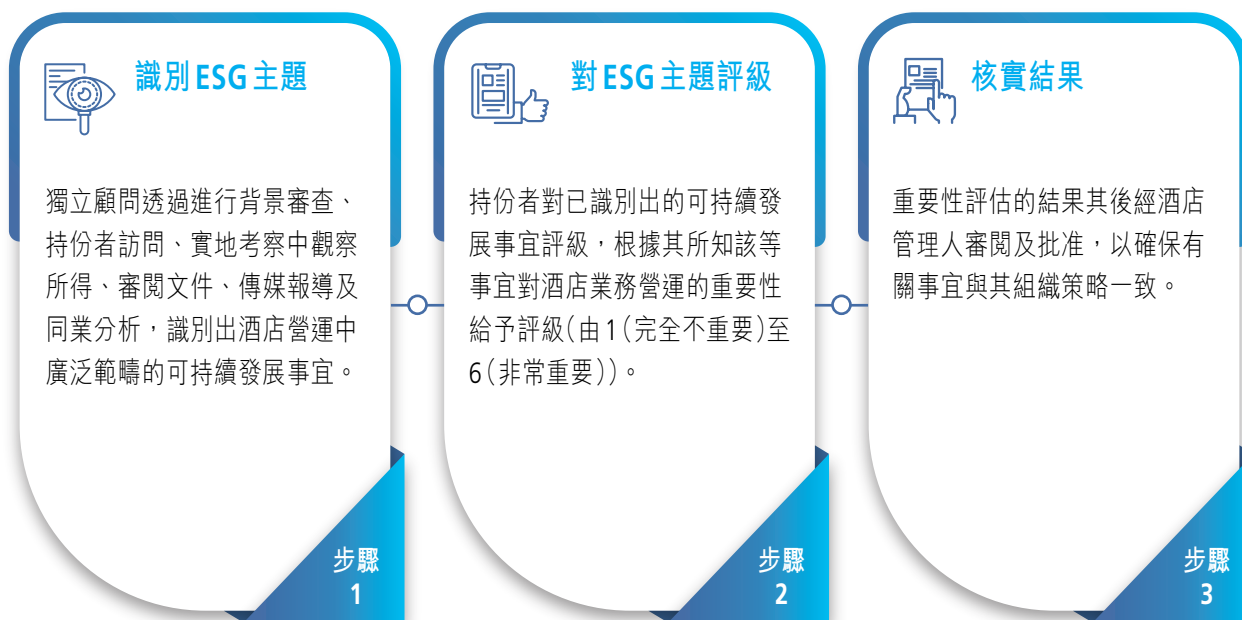 識別ESG主題
獨立顧問透過進行背景審查、
持份者訪問、實地考察中觀察
所得、審閱文件、傳媒報導及
同業分析，識別出酒店營運中
廣泛範疇的可持續發展事宜。
步驟
1
對ESG主題評級
持份者對已識別出的可持續發
展事宜評級，根據其所知該等
事宜對酒店業務營運的重要性
給予評級（由1（完全不重要）至
6（非常重要））。
步驟
2
核實結果
重要性評估的結果其後經酒店
管理人審閱及批准，以確保有
關事宜與其組織策略一致。
步驟
3